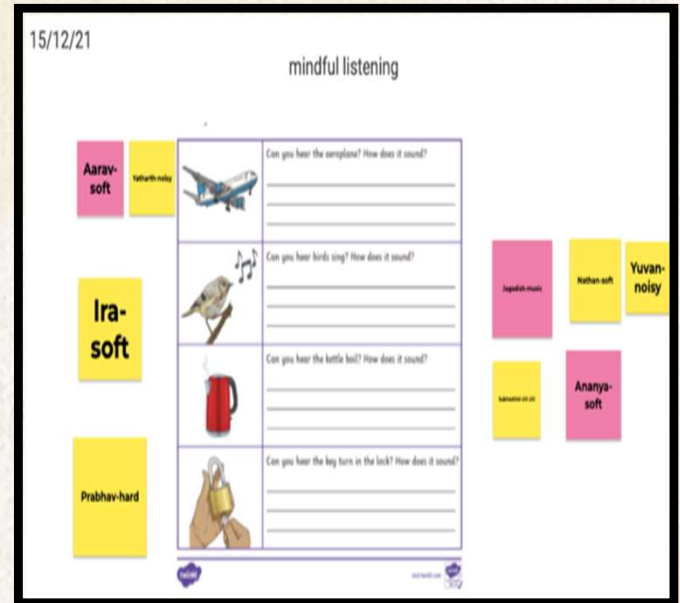 15/12/21
mindful listening
Aarav-
soft
Yatharth-noisy
Can you hear the aeroplane? How does it sound?
Can you hear birds sing? How does it sound?
Ira-
soft
Jagadish-music
Nathan-soft
Yuvan-
noisy
Can you hear the kettle boil? How does it sound?
Ananya-
soft
Prabhav-hard
Can you hear the key turn in the lock? How does it sound?
twinkl